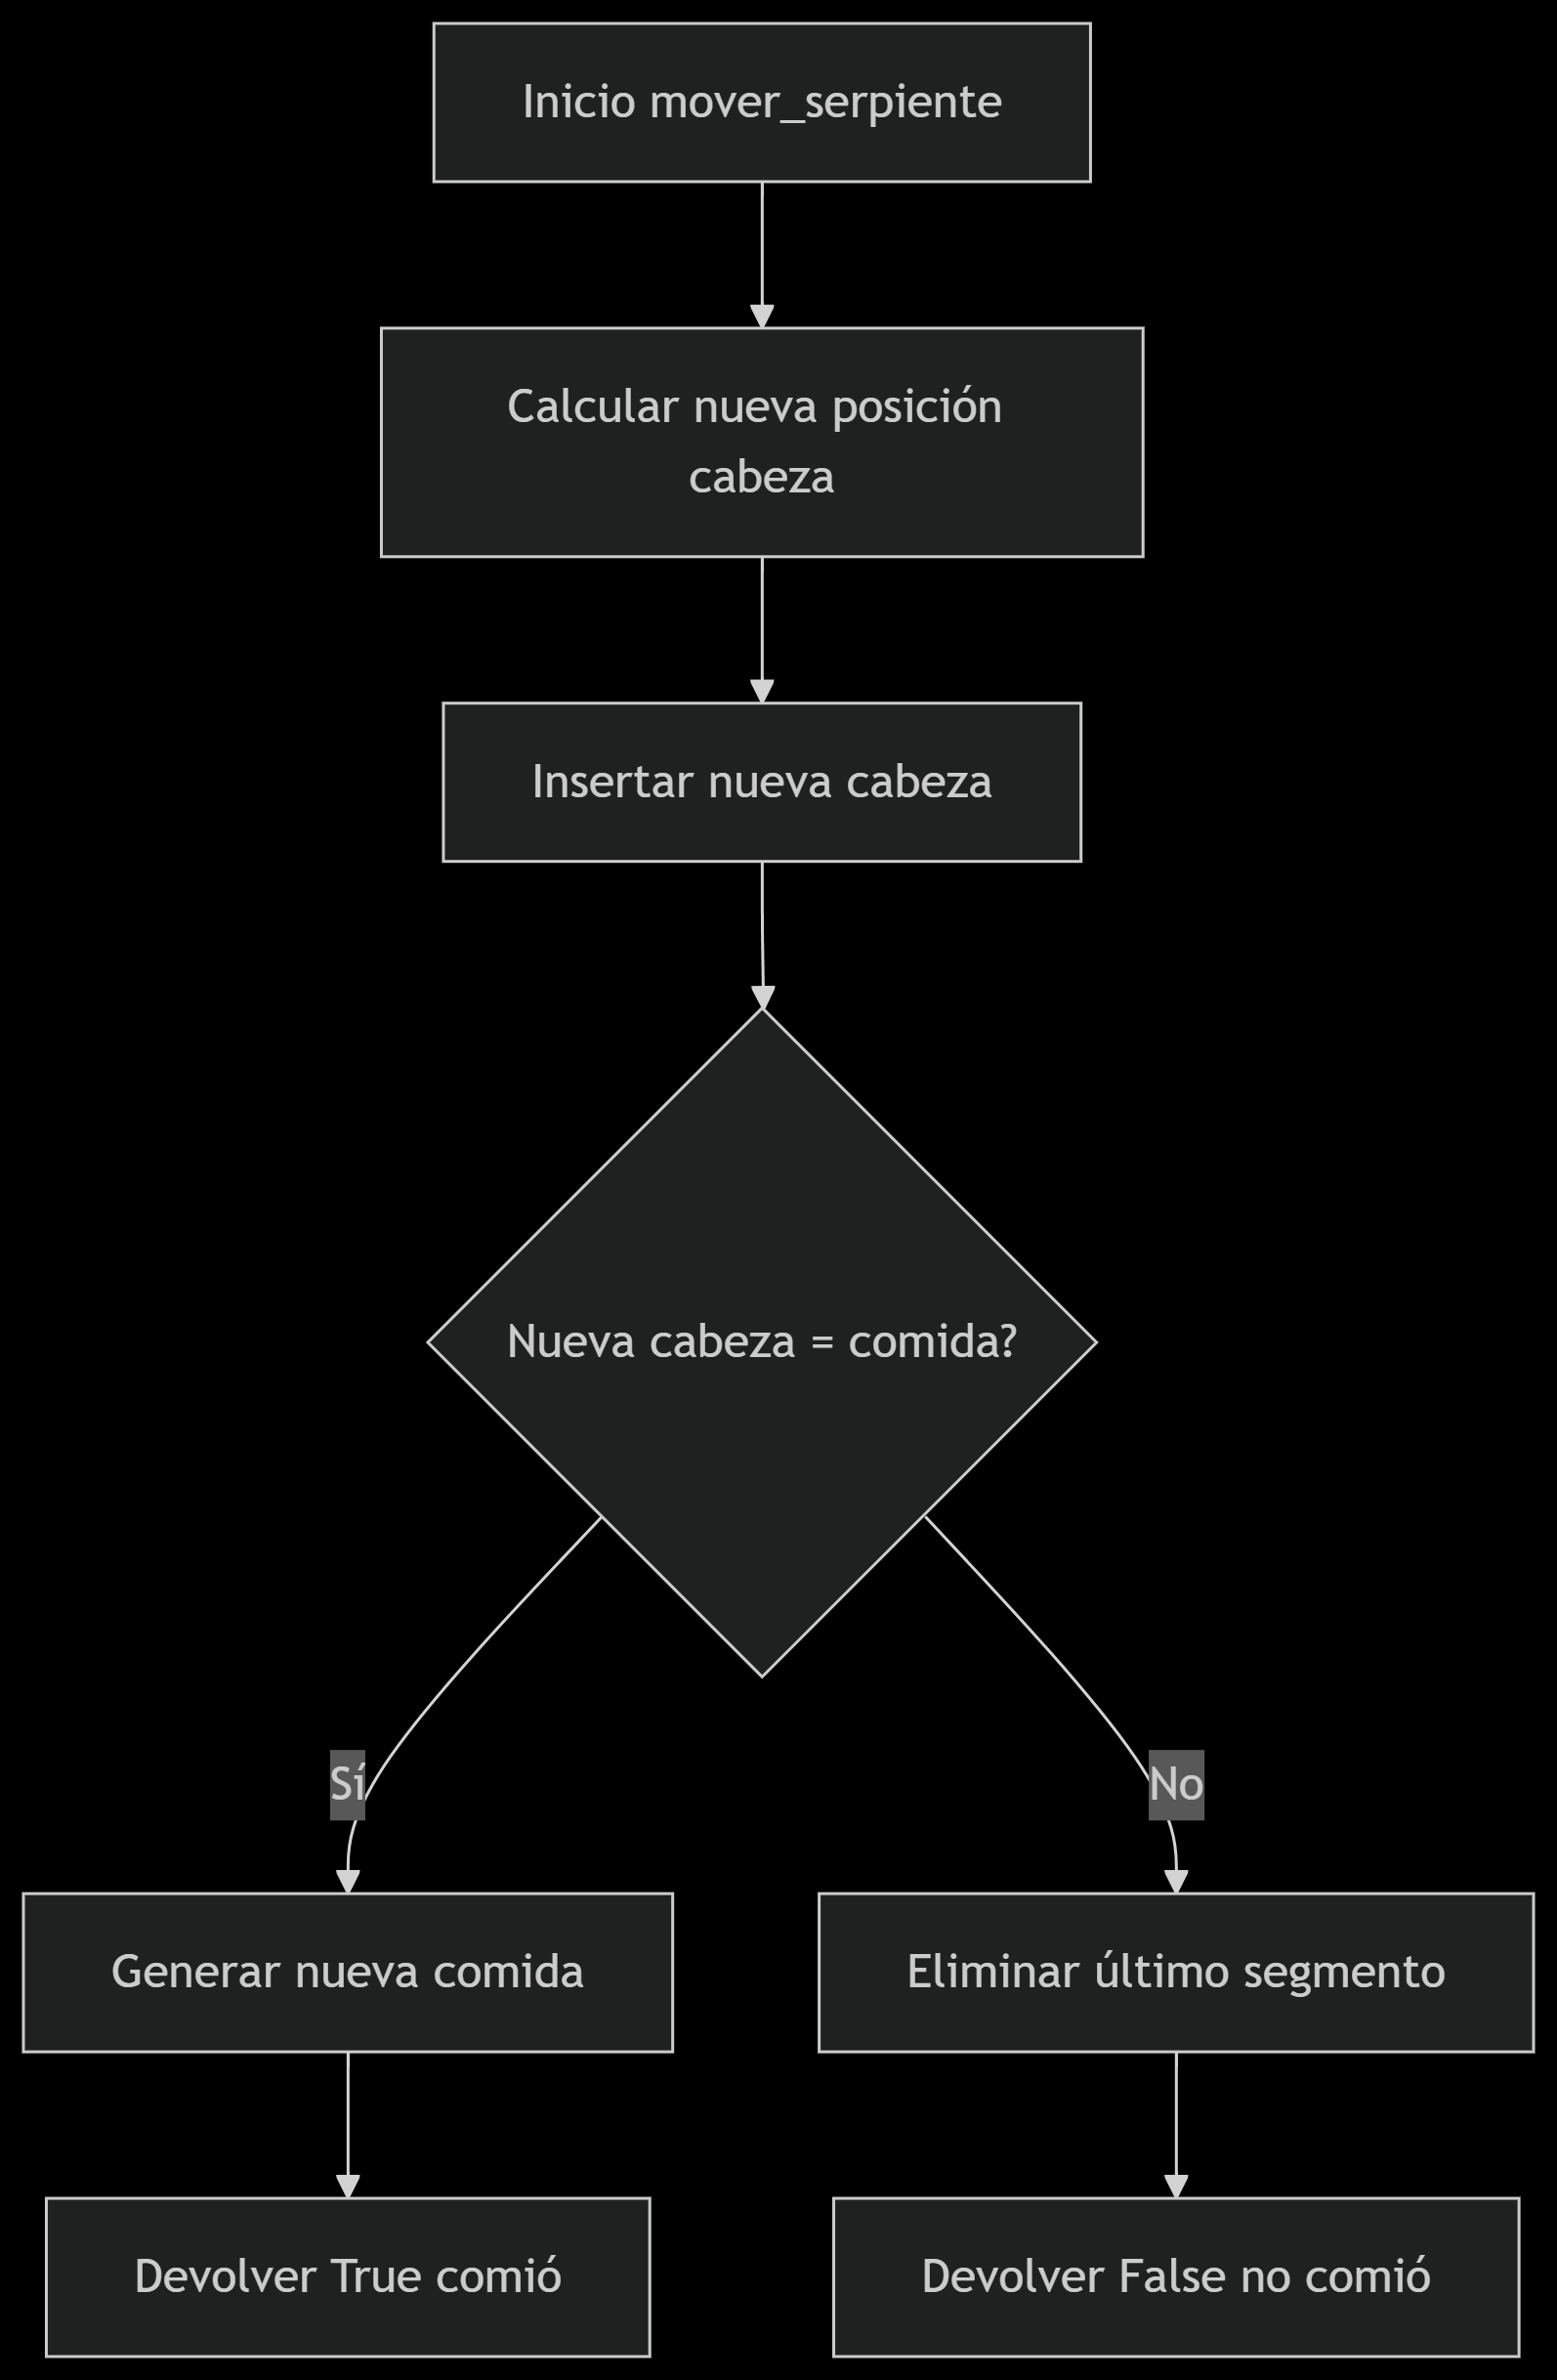 Inicio mover_serpiente
Calcular nueva posición
cabeza
Insertar nueva cabeza
Nueva cabeza = comida?
Sí
No
Generar nueva comida
Eliminar último segmento
Devolver True comió
Devolver False no comió